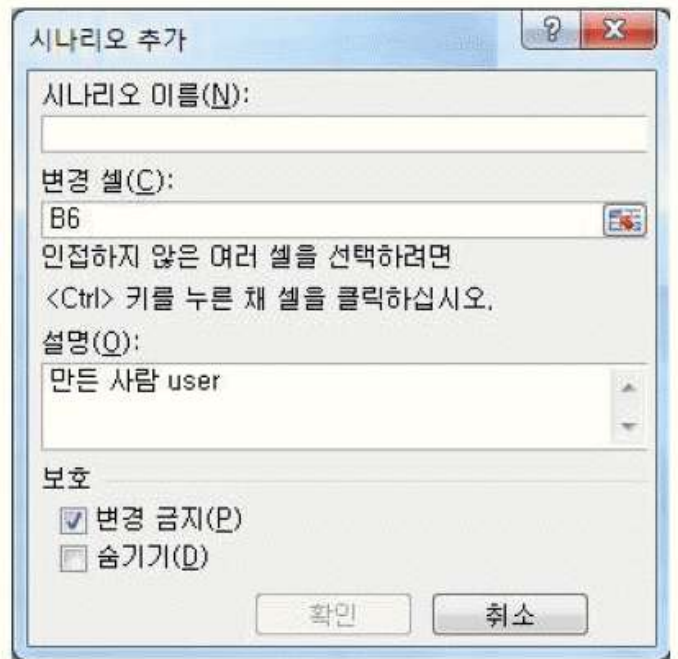 시나리오 추가
시나리오 이름(N):
변경 셀(C):
B6
인접하지 않은 여러 셀을 선택하려면
<Ctrl> 키를 누른 채 셀을 클릭하십시오.
설명(O):
만든 사람 user
보호
변경 금지(P)
숨기기(D)
확인 취소